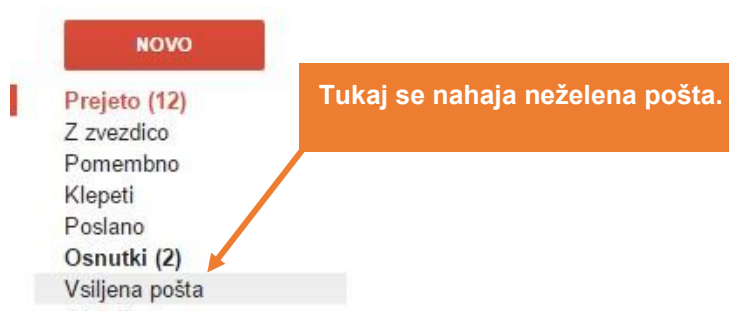 NOVO
Prejeto (12)
Tukaj se nahaja neželena pošta.
Z zvezdico
Pomembno
Klepeti
Poslano
Osnutki (2)
Vsiljena pošta